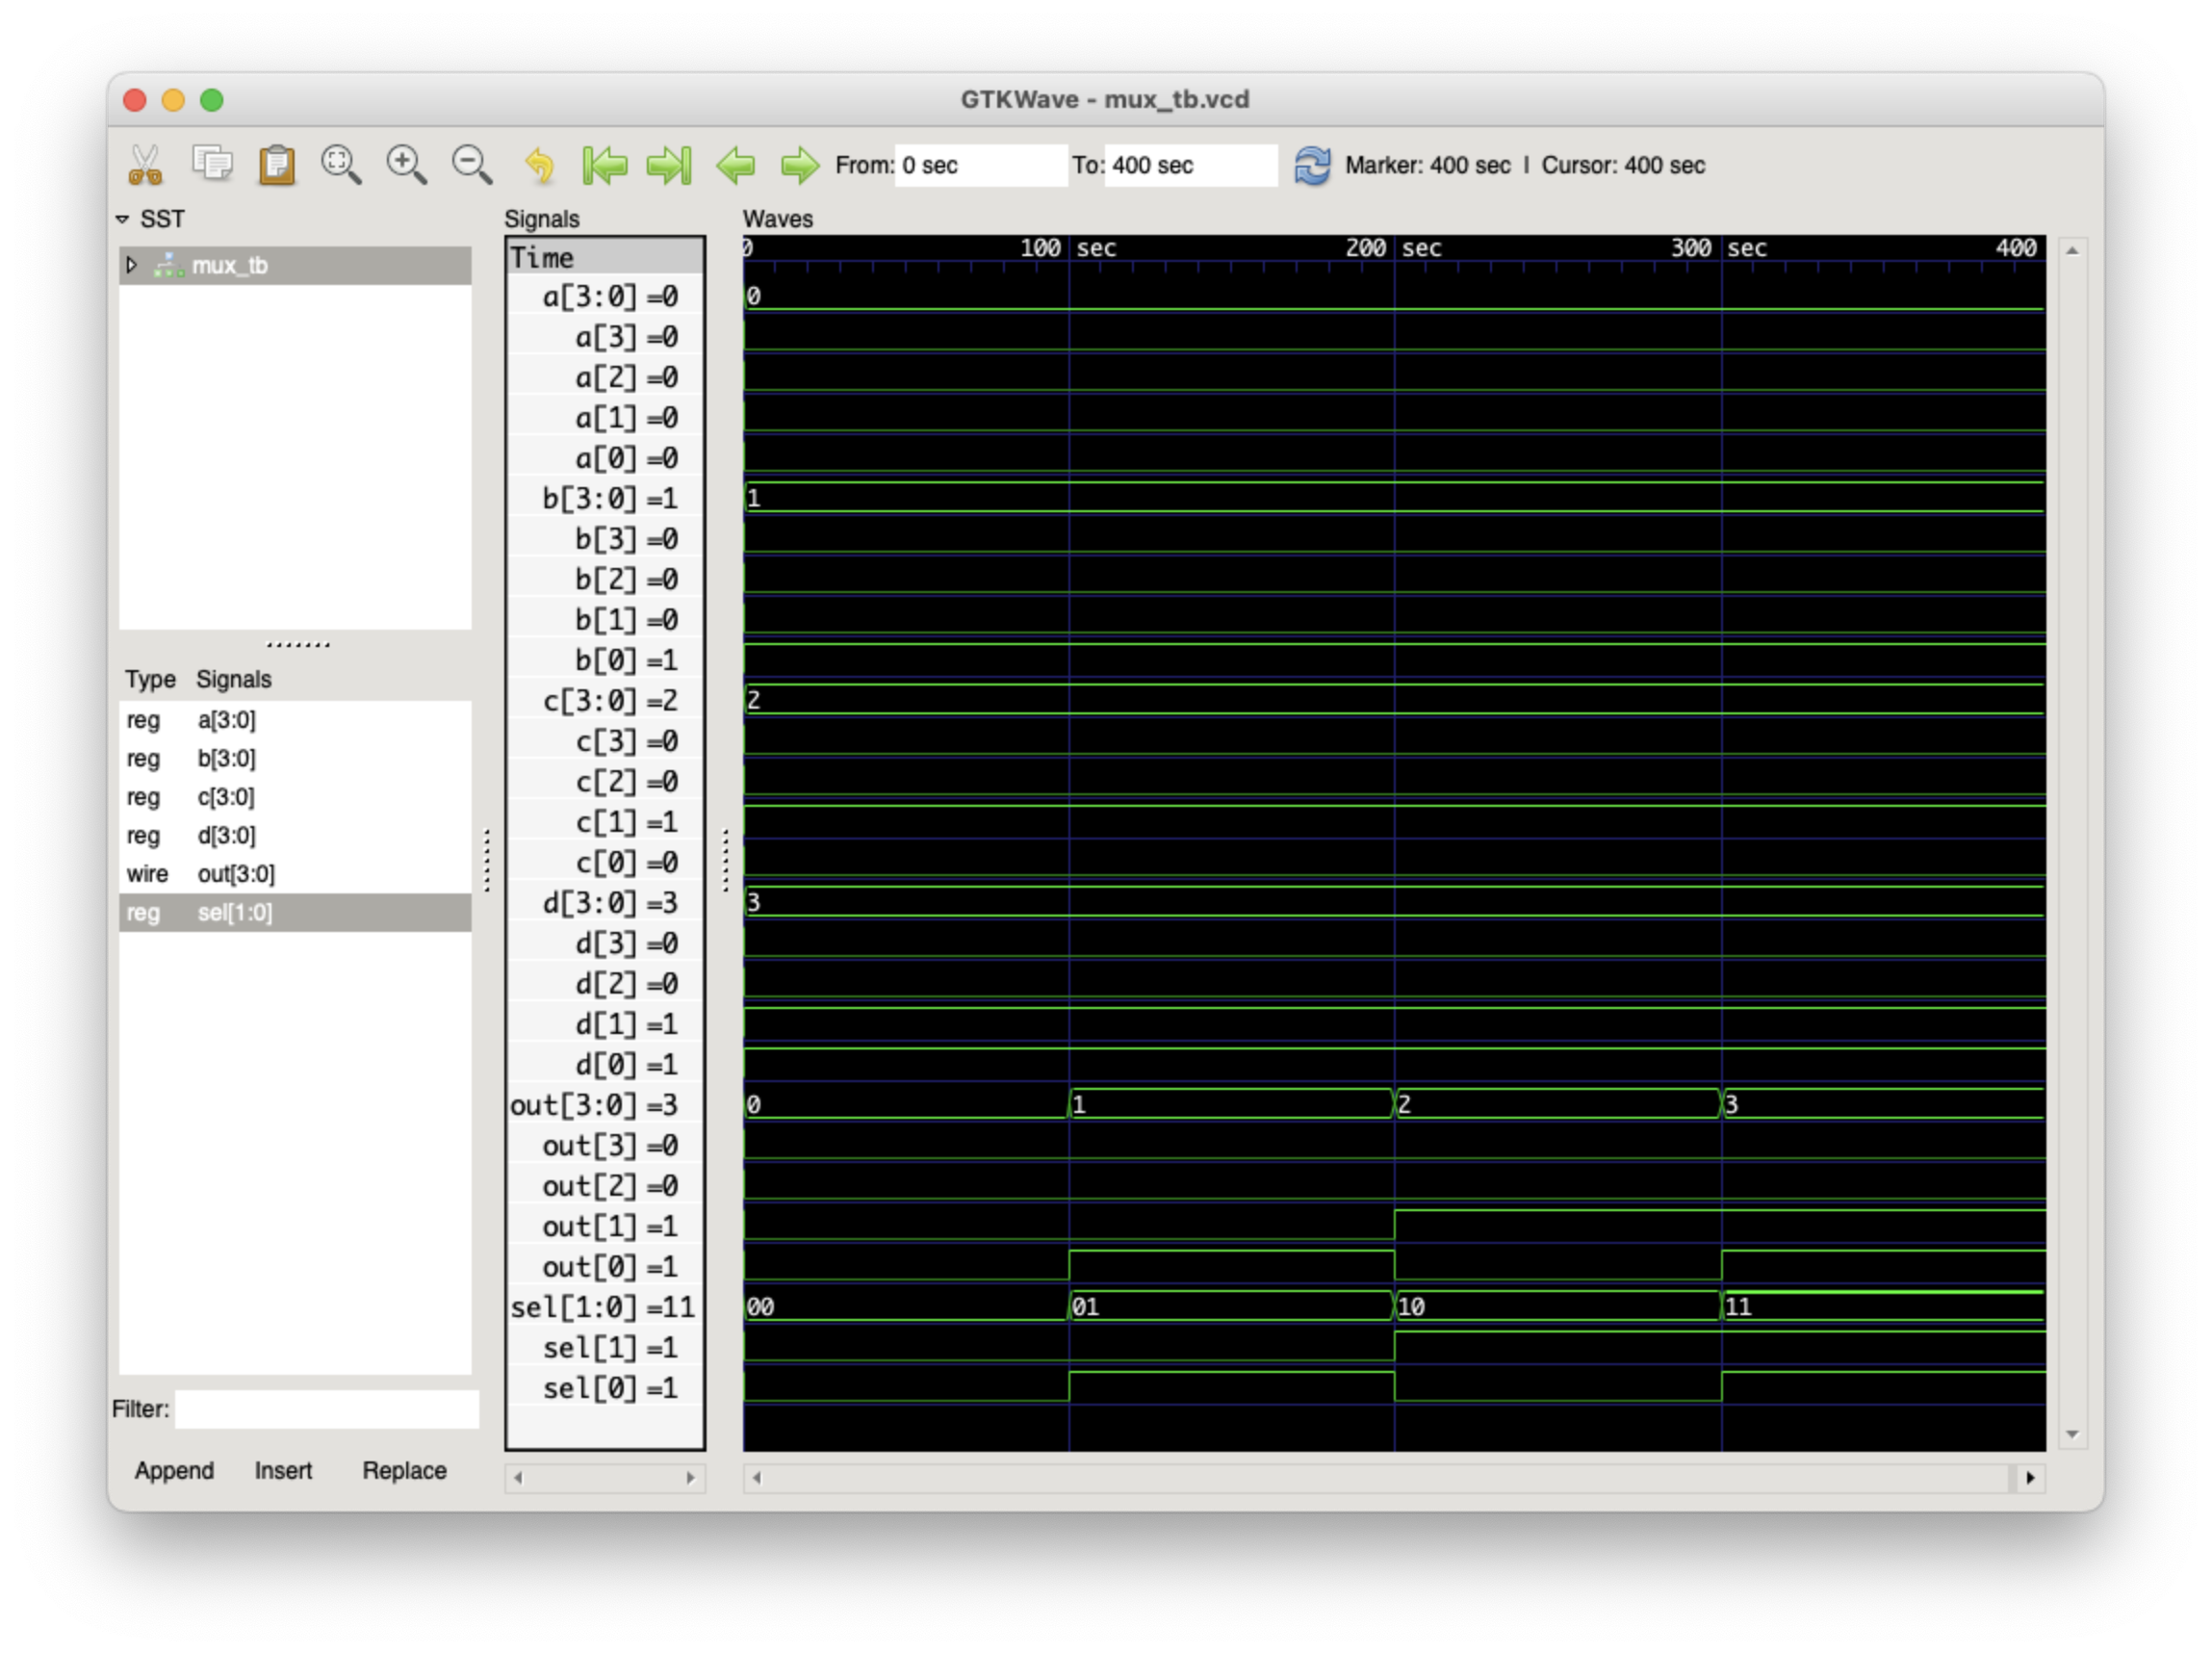 GTKWave - mux_tb.vcd
From: 0 sec To: 400 sec Marker: 400 sec | Cursor: 400 sec
SST
mux_tb
Type Signals
reg a[3:0]
reg b[3:0]
reg c[3:0]
reg d[3:0]
wire out[3:0]
reg sel[1:0]
Filter:
Append Insert Replace
Signals
Time
a[3:0] =0
a[3] =0
a[2] =0
a[1] =0
a[0] =0
b[3:0] =1
b[3] =0
b[2] =0
b[1] =0
b[0] =1
c[3:0] =2
c[3] =0
c[2] =0
c[1] =1
c[0] =0
d[3:0] =3
d[3] =0
d[2] =0
d[1] =1
d[0] =1
out[3:0] =3
out[3] =0
out[2] =0
out[1] =1
out[0] =1
sel[1:0] =11
sel[1] =1
sel[0] =1
Waves
0 100 sec 200 sec 300 sec 400
0
1
2
3
0 1 2 3
00 01 10 11